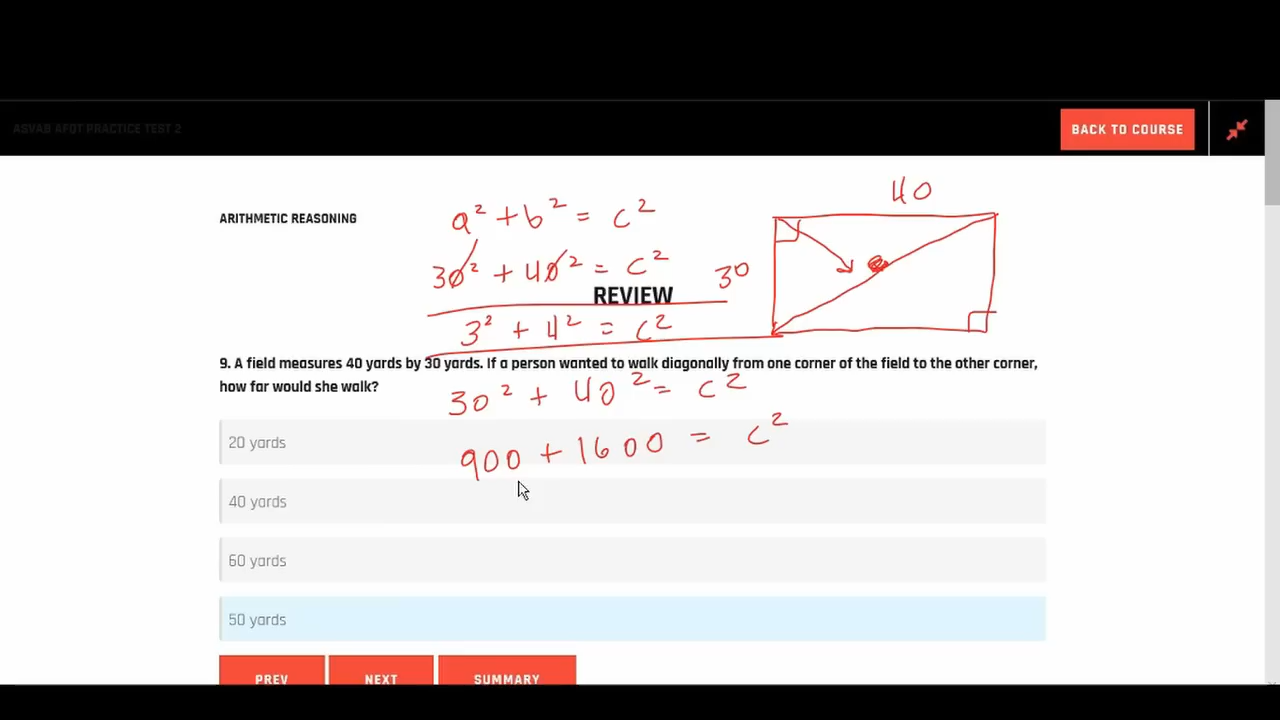 ASVAB AFQT PRACTICE TEST 2
BACK TO COURSE
ARITHMETIC REASONING
a² + b² = c²
40
30² + 40² = c²
30
REVIEW
3² + 4² = c²
9. A field measures 40 yards by 30 yards. If a person wanted to walk diagonally from one corner of the field to the other corner,
how far would she walk?
30² + 40² = c²
20 yards
900 + 1600 = c²
40 yards
60 yards
50 yards
PREV
NEXT
SUMMARY